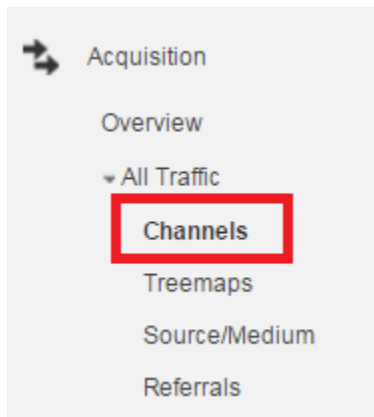 Acquisition
Overview
All Traffic
Channels
Treemaps
Source/Medium
Referrals